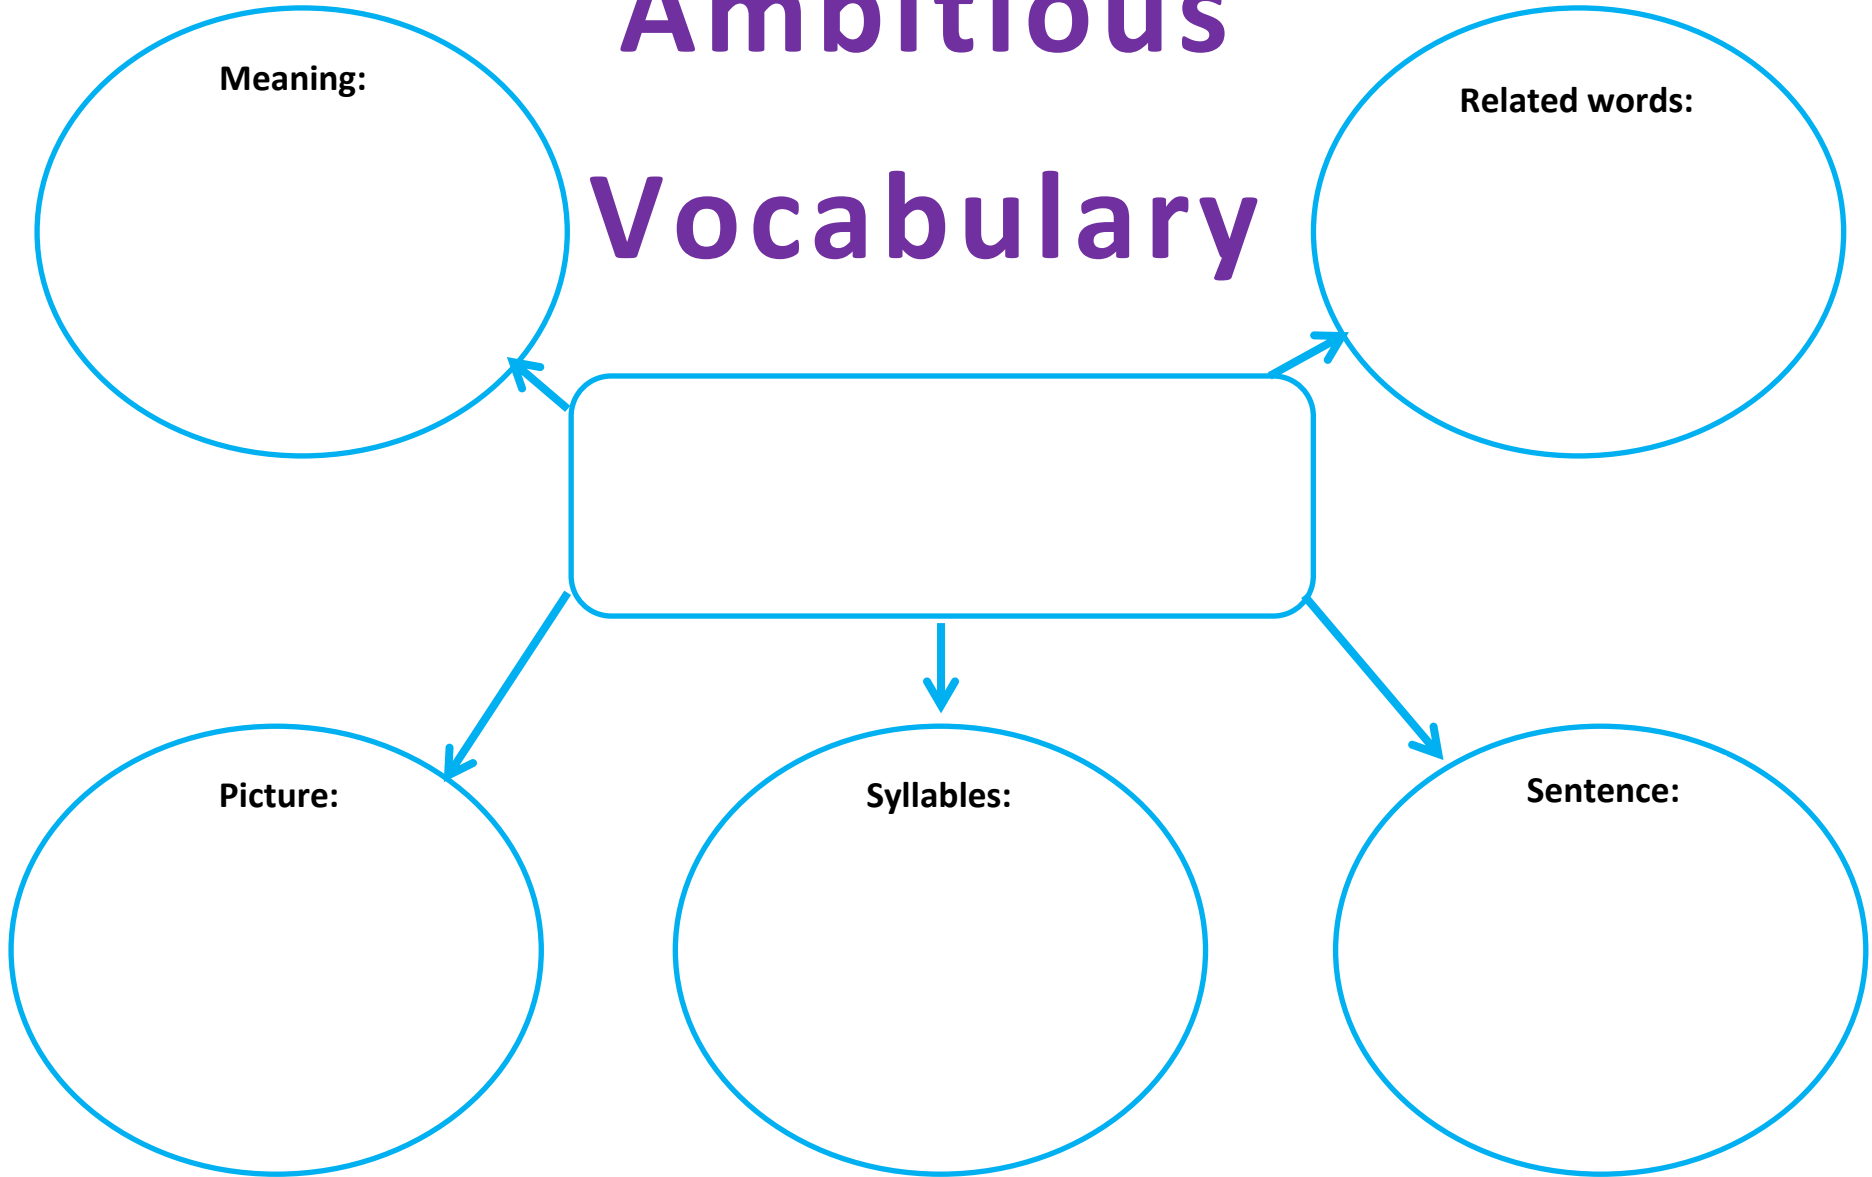 Ambitious
Vocabulary
Meaning:
Related words:
Picture:
Syllables:
Sentence: